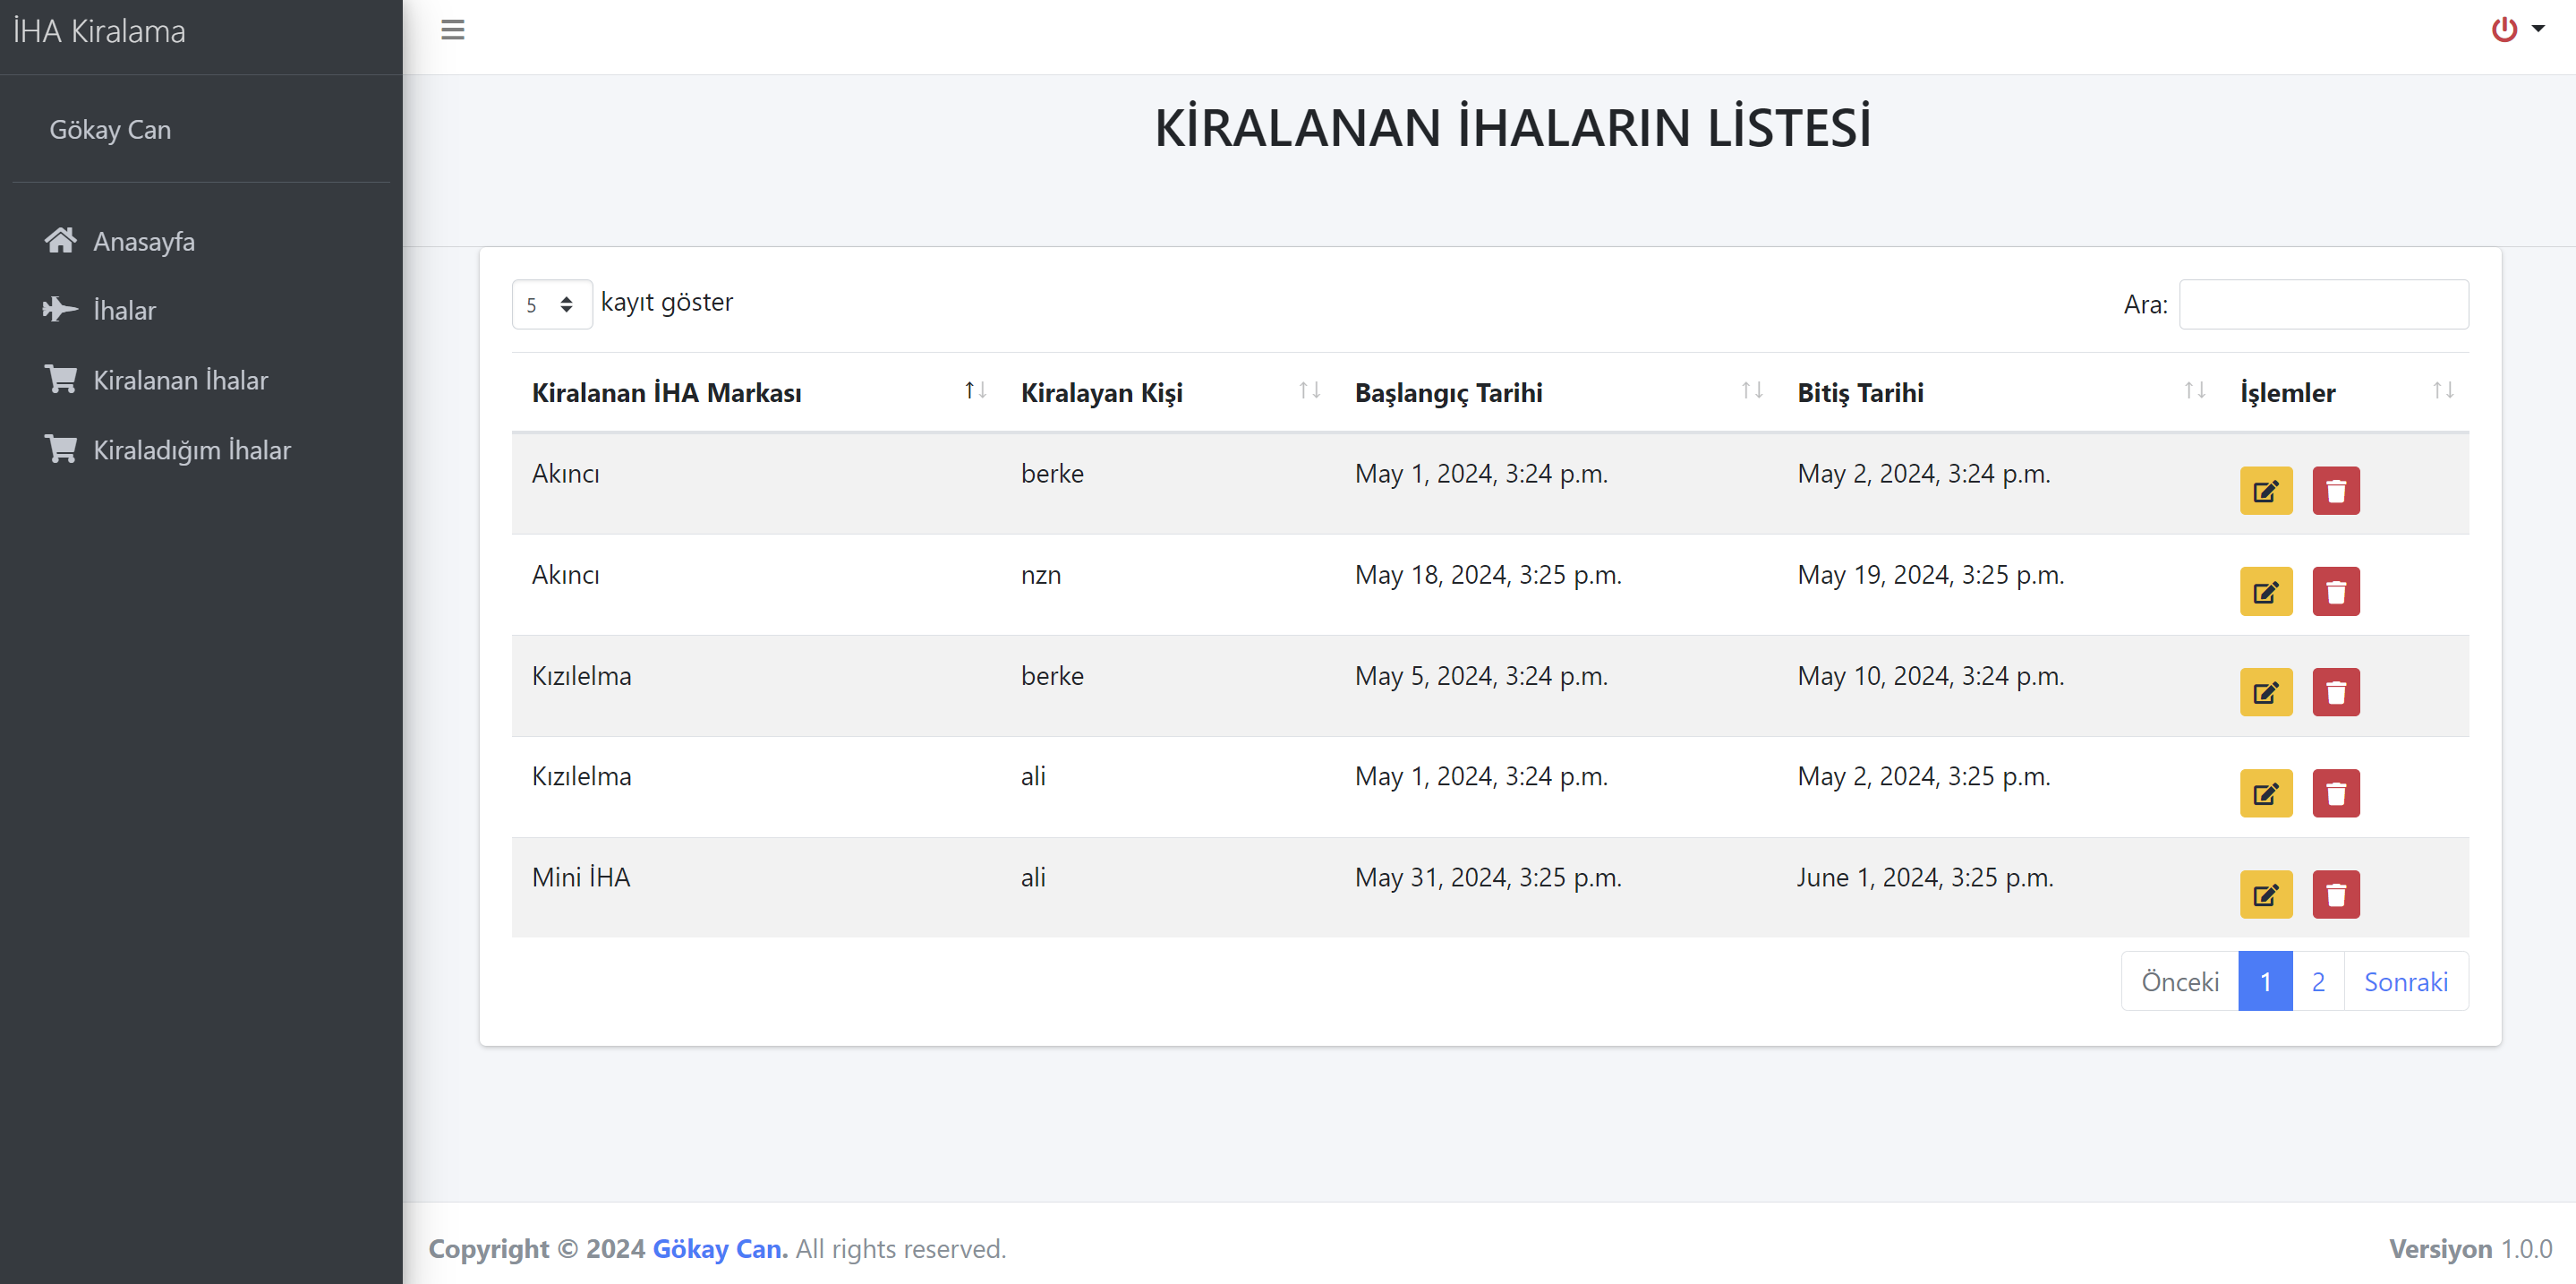 İHA Kiralama
Gökay Can
Anasayfa
İhalar
Kiralanan İhalar
Kiraladığım İhalar
KİRALANAN İHALARIN LİSTESİ
5 kayıt göster Ara:
Kiralanan İHA Markası Kiralayan Kişi Başlangıç Tarihi Bitiş Tarihi İşlemler
Akıncı berke May 1, 2024, 3:24 p.m. May 2, 2024, 3:24 p.m.
Akıncı nzn May 18, 2024, 3:25 p.m. May 19, 2024, 3:25 p.m.
Kızılelma berke May 5, 2024, 3:24 p.m. May 10, 2024, 3:24 p.m.
Kızılelma ali May 1, 2024, 3:24 p.m. May 2, 2024, 3:25 p.m.
Mini İHA ali May 31, 2024, 3:25 p.m. June 1, 2024, 3:25 p.m.
Önceki 1 2 Sonraki
Copyright © 2024 Gökay Can. All rights reserved. Versiyon 1.0.0